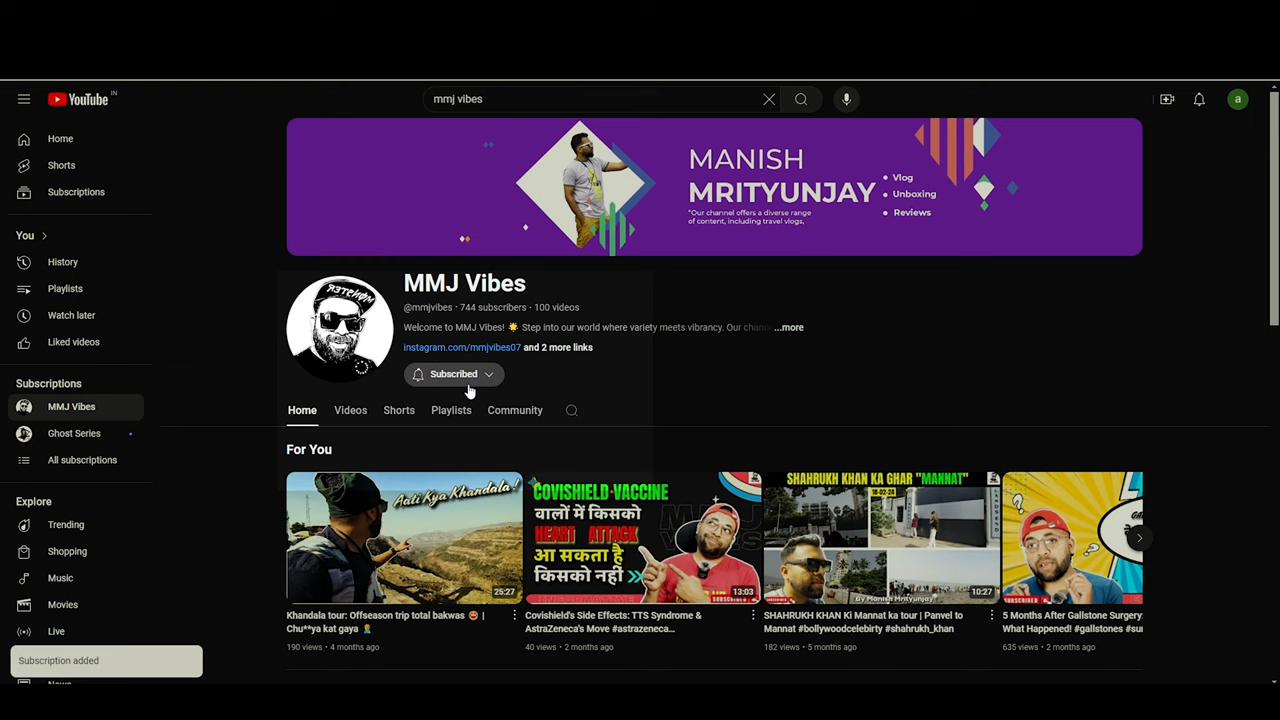 YouTube IN
mmj vibes
a
Home
Shorts
Subscriptions
You
History
Playlists
Watch later
Liked videos
Subscriptions
MMJ Vibes
Ghost Series
All subscriptions
Explore
Trending
Shopping
Music
Movies
Live
Subscription added
MANISH
MRITYUNJAY
"Our channel offers a diverse range
of content, including travel vlogs,
Vlog
Unboxing
Reviews
MMJ Vibes
@mmjvibes · 744 subscribers · 100 videos
Welcome to MMJ Vibes! 🌟 Step into our world where variety meets vibrancy. Our chan ...more
instagram.com/mmjvibes07 and 2 more links
Subscribed
Home Videos Shorts Playlists Community
For You
Aati Kya Khandala !
25:27
Khandala tour: Offseason trip total bakwas 🤩 |
Chu**ya kat gaya 🤦
190 views • 4 months ago
COVISHIELD VACCINE
वालों में किसको
HEART ATTACK
आ सकता है
किसको नहीं
13:03
Covishield's Side Effects: TTS Syndrome &
AstraZeneca's Move #astrazeneca...
40 views • 2 months ago
SHAHRUKH KHAN KA GHAR "MANNAT"
18-02-24
By Manish Mrityunjay
10:27
SHAHRUKH KHAN Ki Mannat ka tour | Panvel to
Mannat #bollywoodcelebirty #shahrukh_khan
182 views • 5 months ago
5 Months After Gallstone Surgery:
What Happened! #gallstones #sur
635 views • 2 months ago